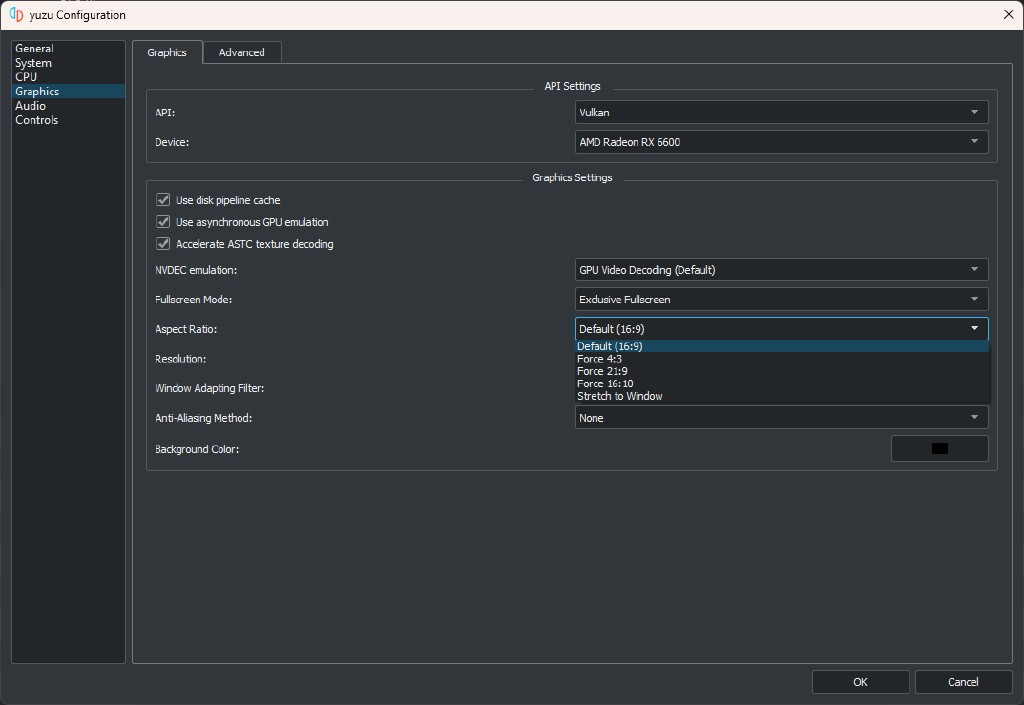 yuzu Configuration
General
System
CPU
Graphics
Audio
Controls
Graphics Advanced
API Settings
API: Vulkan
Device: AMD Radeon RX 6600
Graphics Settings
Use disk pipeline cache
Use asynchronous GPU emulation
Accelerate ASTC texture decoding
NVDEC emulation: GPU Video Decoding (Default)
Fullscreen Mode: Exclusive Fullscreen
Aspect Ratio: Default (16:9)
Default (16:9)
Resolution: Force 4:3
Force 21:9
Window Adapting Filter: Force 16:10
Stretch to Window
Anti-Aliasing Method: None
Background Color:
OK Cancel